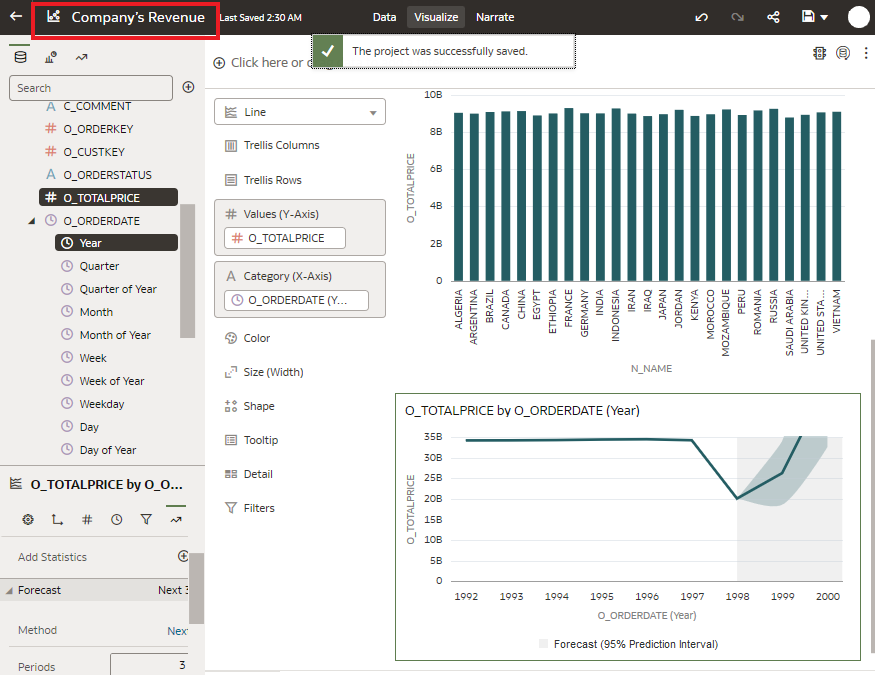 Company's Revenue
Last Saved 2:30 AM
Data
Visualize
Narrate
The project was successfully saved.
Click here or
Search
A C_COMMENT
# O_ORDERKEY
# O_CUSTKEY
A O_ORDERSTATUS
# O_TOTALPRICE
O_ORDERDATE
Year
Quarter
Quarter of Year
Month
Month of Year
Week
Week of Year
Weekday
Day
Day of Year
O_TOTALPRICE by O_O...
#
Add Statistics
Forecast
Next 3
Method
Nex
Periods
3
Line
Trellis Columns
Trellis Rows
# Values (Y-Axis)
# O_TOTALPRICE
A Category (X-Axis)
O_ORDERDATE (Y...
Color
Size (Width)
Shape
Tooltip
Detail
Filters
10B
8B
6B
4B
2B
0
O_TOTALPRICE
ALGERIA
ARGENTINA
BRAZIL
CANADA
CHINA
EGYPT
ETHIOPIA
FRANCE
GERMANY
INDIA
INDONESIA
IRAN
IRAQ
JAPAN
JORDAN
KENYA
MOROCCO
MOZAMBIQUE
PERU
ROMANIA
RUSSIA
SAUDI ARABIA
UNITED KIN...
UNITED STA...
VIETNAM
N_NAME
O_TOTALPRICE by O_ORDERDATE (Year)
35B
30B
25B
20B
15B
10B
5B
0
O_TOTALPRICE
1992
1993
1994
1995
1996
1997
1998
1999
2000
O_ORDERDATE (Year)
Forecast (95% Prediction Interval)